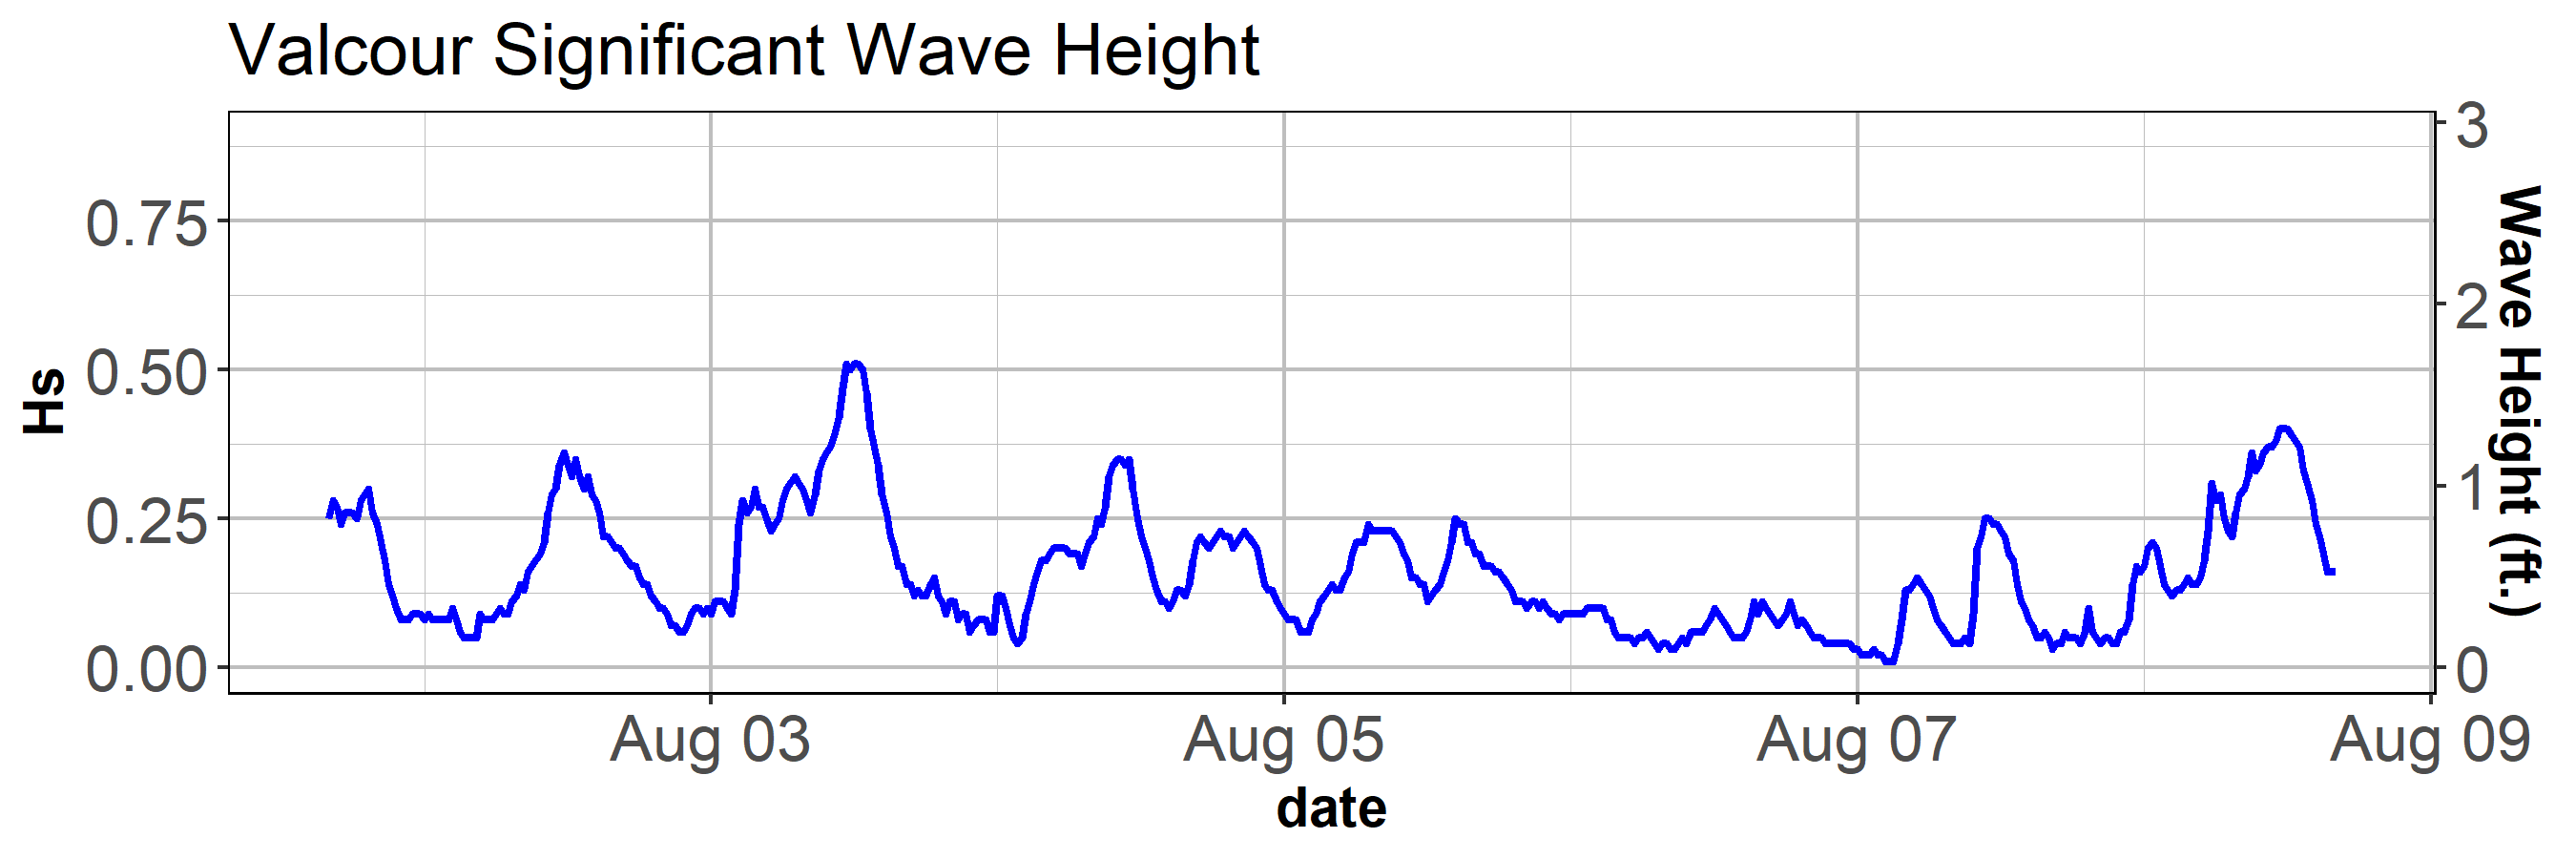 Valcour Significant Wave Height
Hs
0.75
0.50
0.25
0.00
3
2
1
0
Wave Height (ft.)
Aug 03 Aug 05 Aug 07 Aug 09
date